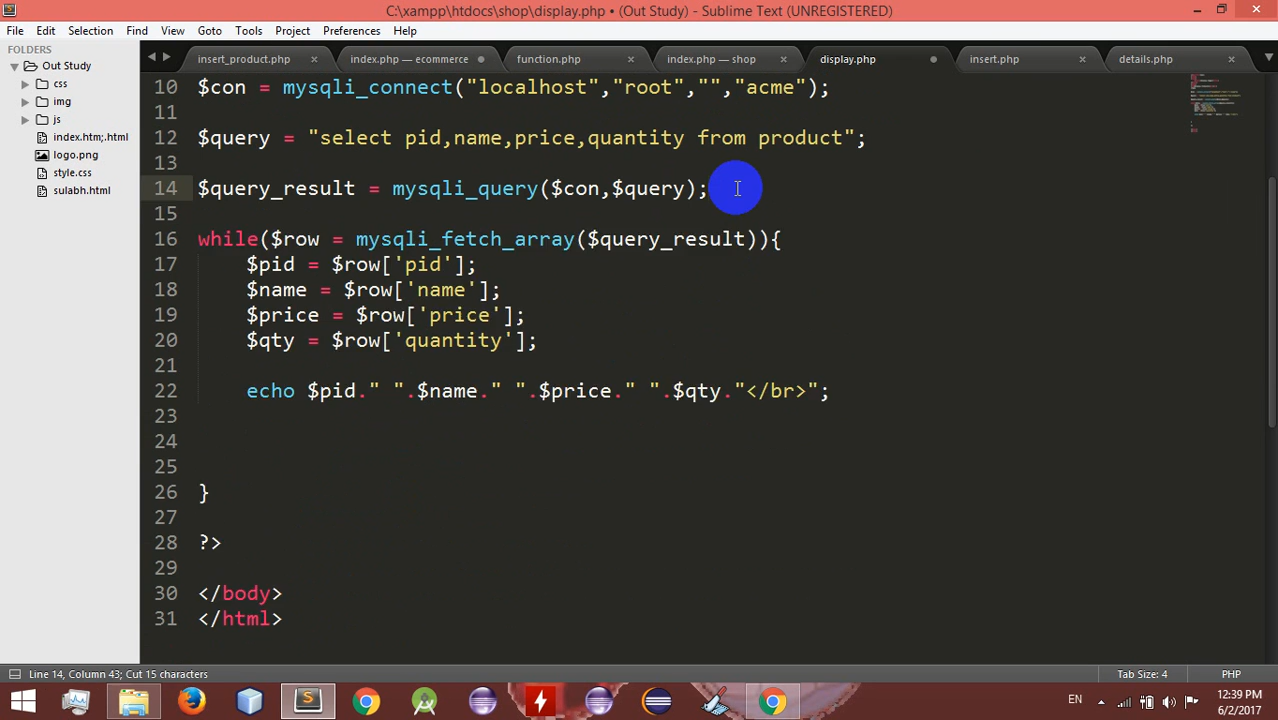 C:\xampp\htdocs\shop\display.php • (Out Study) - Sublime Text (UNREGISTERED)
File Edit Selection Find View Goto Tools Project Preferences Help
FOLDERS
Out Study
css
img
js
index.htm;.html
logo.png
style.css
sulabh.html
insert_product.php × index.php — ecommerce function.php × index.php — shop × display.php insert.php × details.php ×
10 $con = mysqli_connect("localhost","root","","acme");
11
12 $query = "select pid,name,price,quantity from product";
13
14 $query_result = mysqli_query($con,$query);
15
16 while($row = mysqli_fetch_array($query_result)){
17 $pid = $row['pid'];
18 $name = $row['name'];
19 $price = $row['price'];
20 $qty = $row['quantity'];
21
22 echo $pid." ".$name." ".$price." ".$qty."</br>";
23
24
25
26 }
27
28 ?>
29
30 </body>
31 </html>
Line 14, Column 43; Cut 15 characters Tab Size: 4 PHP
EN 12:39 PM
6/2/2017